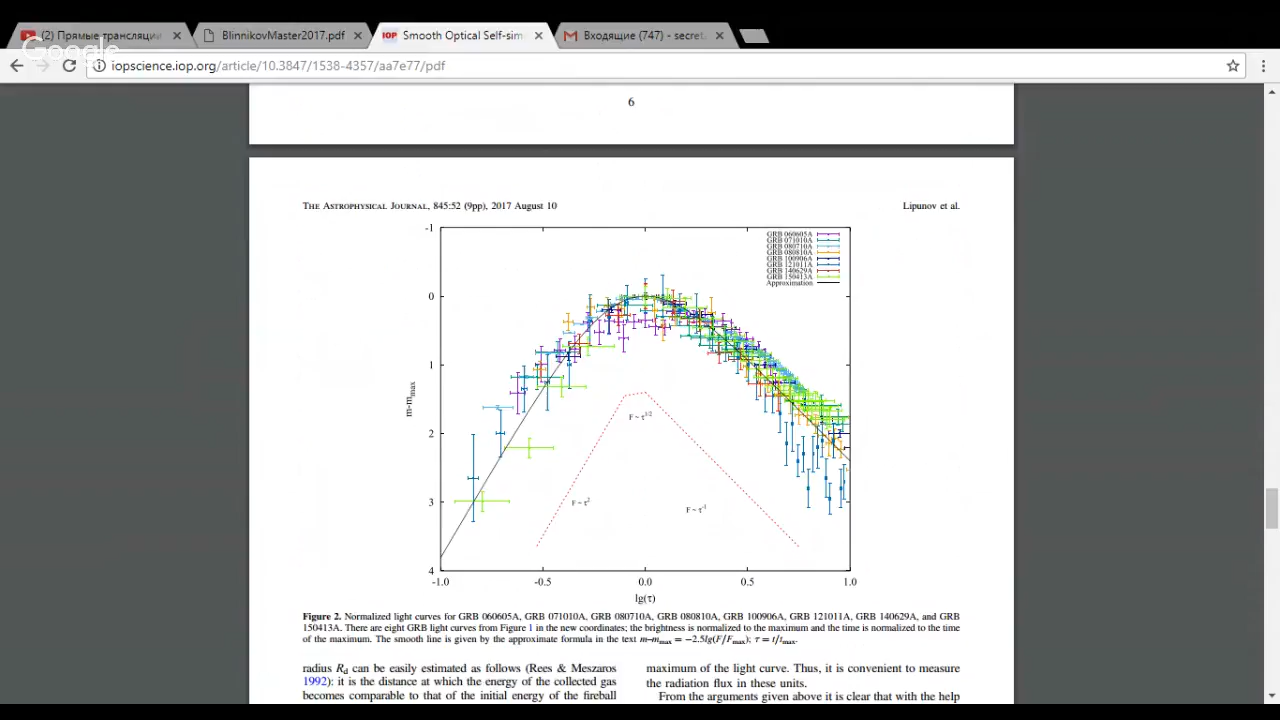 (2) Прямые трансляции
BlinnikovMaster2017.pdf
IOP Smooth Optical Self-sim
Входящие (747) - secret.
Google
iopscience.iop.org/article/10.3847/1538-4357/aa7e77/pdf
6
THE ASTROPHYSICAL JOURNAL, 845:52 (9pp), 2017 August 10
Lipunov et al.
-1
0
1
2
3
4
m-mmax
GRB 060605A
GRB 071010A
GRB 080710A
GRB 080810A
GRB 100906A
GRB 121011A
GRB 140629A
GRB 150413A
Approximation
F ~ τ^1/2
F ~ τ^2
F ~ τ^-1
-1.0 -0.5 0.0 0.5 1.0
lg(τ)
Figure 2. Normalized light curves for GRB 060605A, GRB 071010A, GRB 080710A, GRB 080810A, GRB 100906A, GRB 121011A, GRB 140629A, and GRB
150413A. There are eight GRB light curves from Figure 1 in the new coordinates; the brightness is normalized to the maximum and the time is normalized to the time
of the maximum. The smooth line is given by the approximate formula in the text m–mmax = −2.5lg(F/Fmax); τ = t/tmax.
radius Rd can be easily estimated as follows (Rees & Meszaros
1992): it is the distance at which the energy of the collected gas
becomes comparable to that of the initial energy of the fireball
maximum of the light curve. Thus, it is convenient to measure
the radiation flux in these units.
From the arguments given above it is clear that with the help